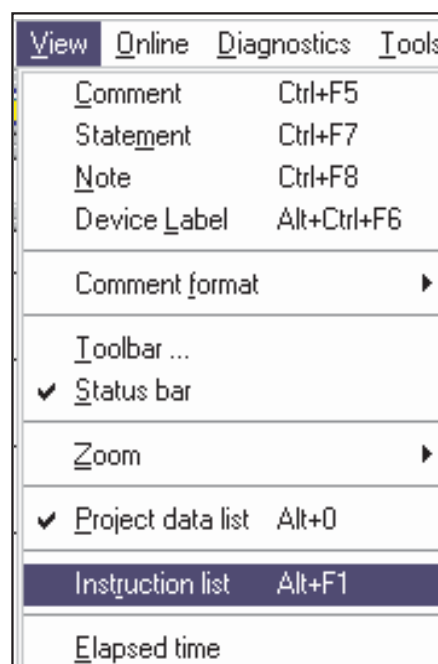 View Online Diagnostics Tools
Comment Ctrl+F5
Statement Ctrl+F7
Note Ctrl+F8
Device Label Alt+Ctrl+F6
Comment format
Toolbar ...
Status bar
Zoom
Project data list Alt+0
Instruction list Alt+F1
Elapsed time